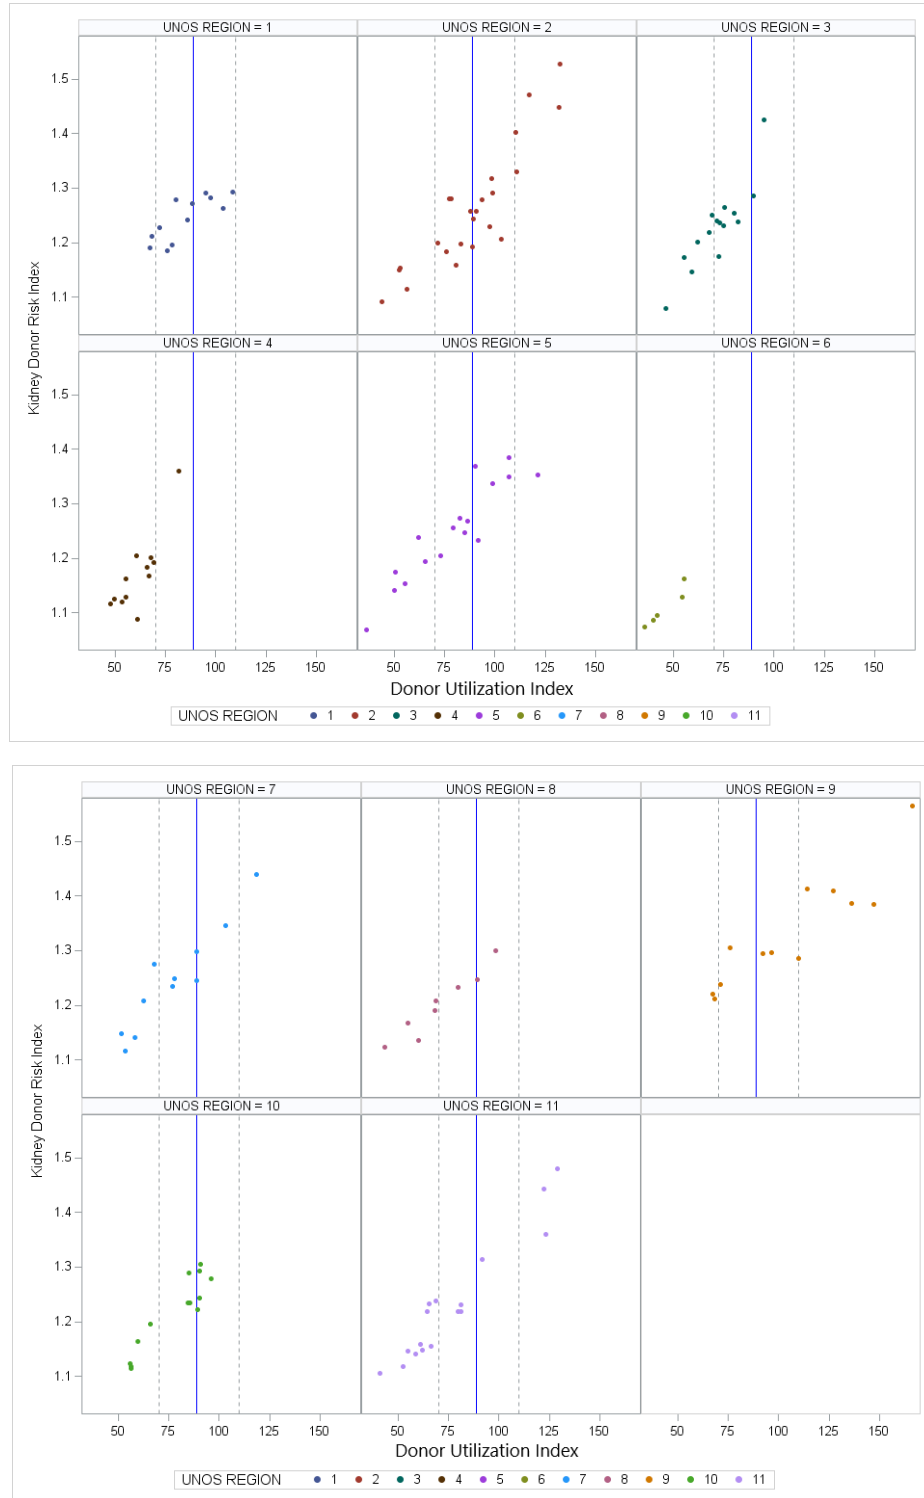 UNOS REGION = 1 UNOS REGION = 2 UNOS REGION = 3
1.5
1.4
1.3
1.2
1.1
Kidney Donor Risk Index
UNOS REGION = 4 UNOS REGION = 5 UNOS REGION = 6
1.5
1.4
1.3
1.2
1.1
50 75 100 125 150 50 75 100 125 150 50 75 100 125 150
Donor Utilization Index
UNOS REGION 1 2 3 4 5 6 7 8 9 10 11
UNOS REGION = 7 UNOS REGION = 8 UNOS REGION = 9
1.5
1.4
1.3
1.2
1.1
Kidney Donor Risk Index
UNOS REGION = 10 UNOS REGION = 11
1.5
1.4
1.3
1.2
1.1
50 75 100 125 150 50 75 100 125 150 50 75 100 125 150
Donor Utilization Index
UNOS REGION 1 2 3 4 5 6 7 8 9 10 11